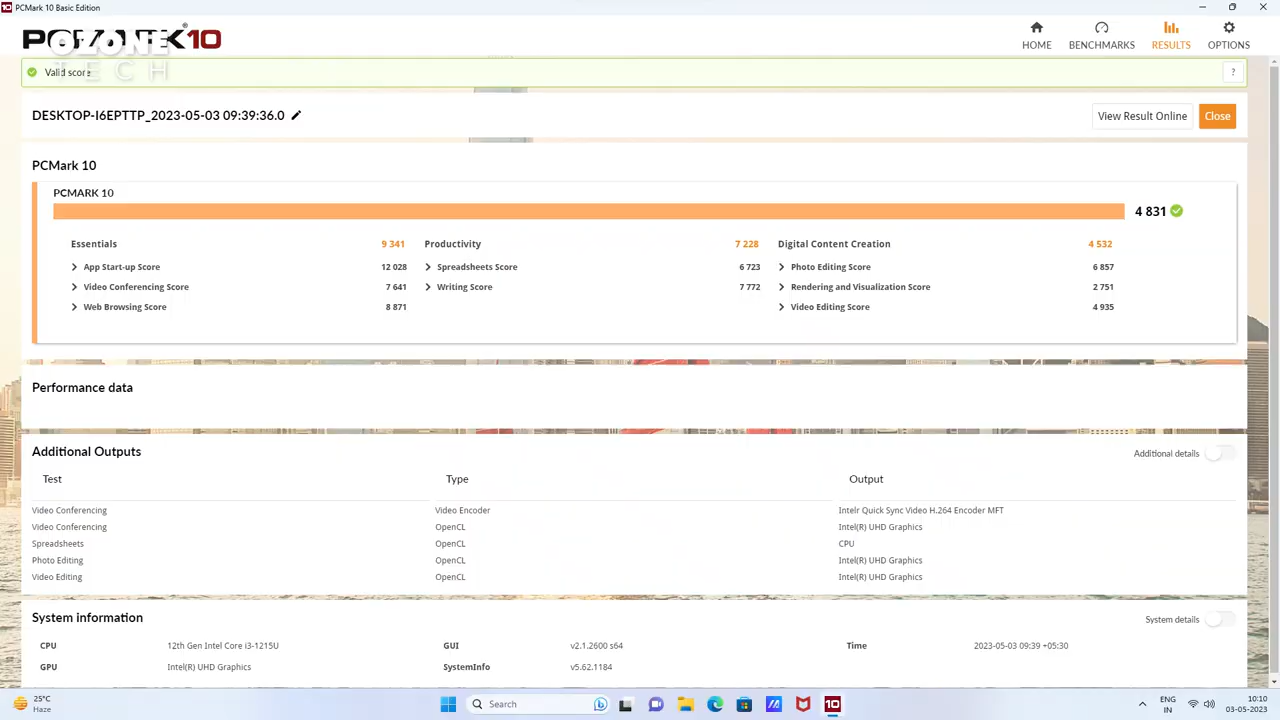 PCMark 10 Basic Edition
PCMARK 10
OZONE
TECH
HOME
BENCHMARKS
RESULTS
OPTIONS
Valid score
?
DESKTOP-I6EPTTP_2023-05-03 09:39:36.0
View Result Online
Close
PCMark 10
PCMARK 10
4 831
Essentials 9 341
App Start-up Score 12 028
Video Conferencing Score 7 641
Web Browsing Score 8 871
Productivity 7 228
Spreadsheets Score 6 723
Writing Score 7 772
Digital Content Creation 4 532
Photo Editing Score 6 857
Rendering and Visualization Score 2 751
Video Editing Score 4 935
Performance data
Additional Outputs
Additional details
Test Type Output
Video Conferencing Video Encoder Intelr Quick Sync Video H.264 Encoder MFT
Video Conferencing OpenCL Intel(R) UHD Graphics
Spreadsheets OpenCL CPU
Photo Editing OpenCL Intel(R) UHD Graphics
Video Editing OpenCL Intel(R) UHD Graphics
System information
System details
CPU 12th Gen Intel Core i3-1215U GUI v2.1.2600 s64 Time 2023-05-03 09:39 +05:30
GPU Intel(R) UHD Graphics SystemInfo v5.62.1184
25°C
Haze
Search
10
ENG
IN
10:10
03-05-2023